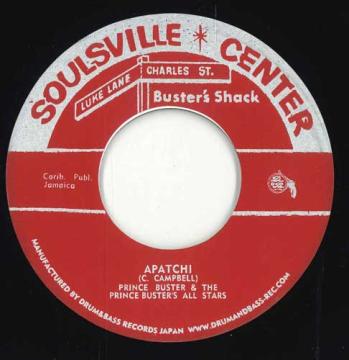 SOULSVILLE * CENTER
LUKE LANE
CHARLES ST.
Buster's Shack
Carib. Publ.
Jamaica
APATCHI
(C. CAMPBELL)
PRINCE BUSTER & THE
PRINCE BUSTER'S ALL STARS
MANUFACTURED BY DRUM&BASS RECORDS JAPAN WWW.DRUMANDBASS-REC.COM